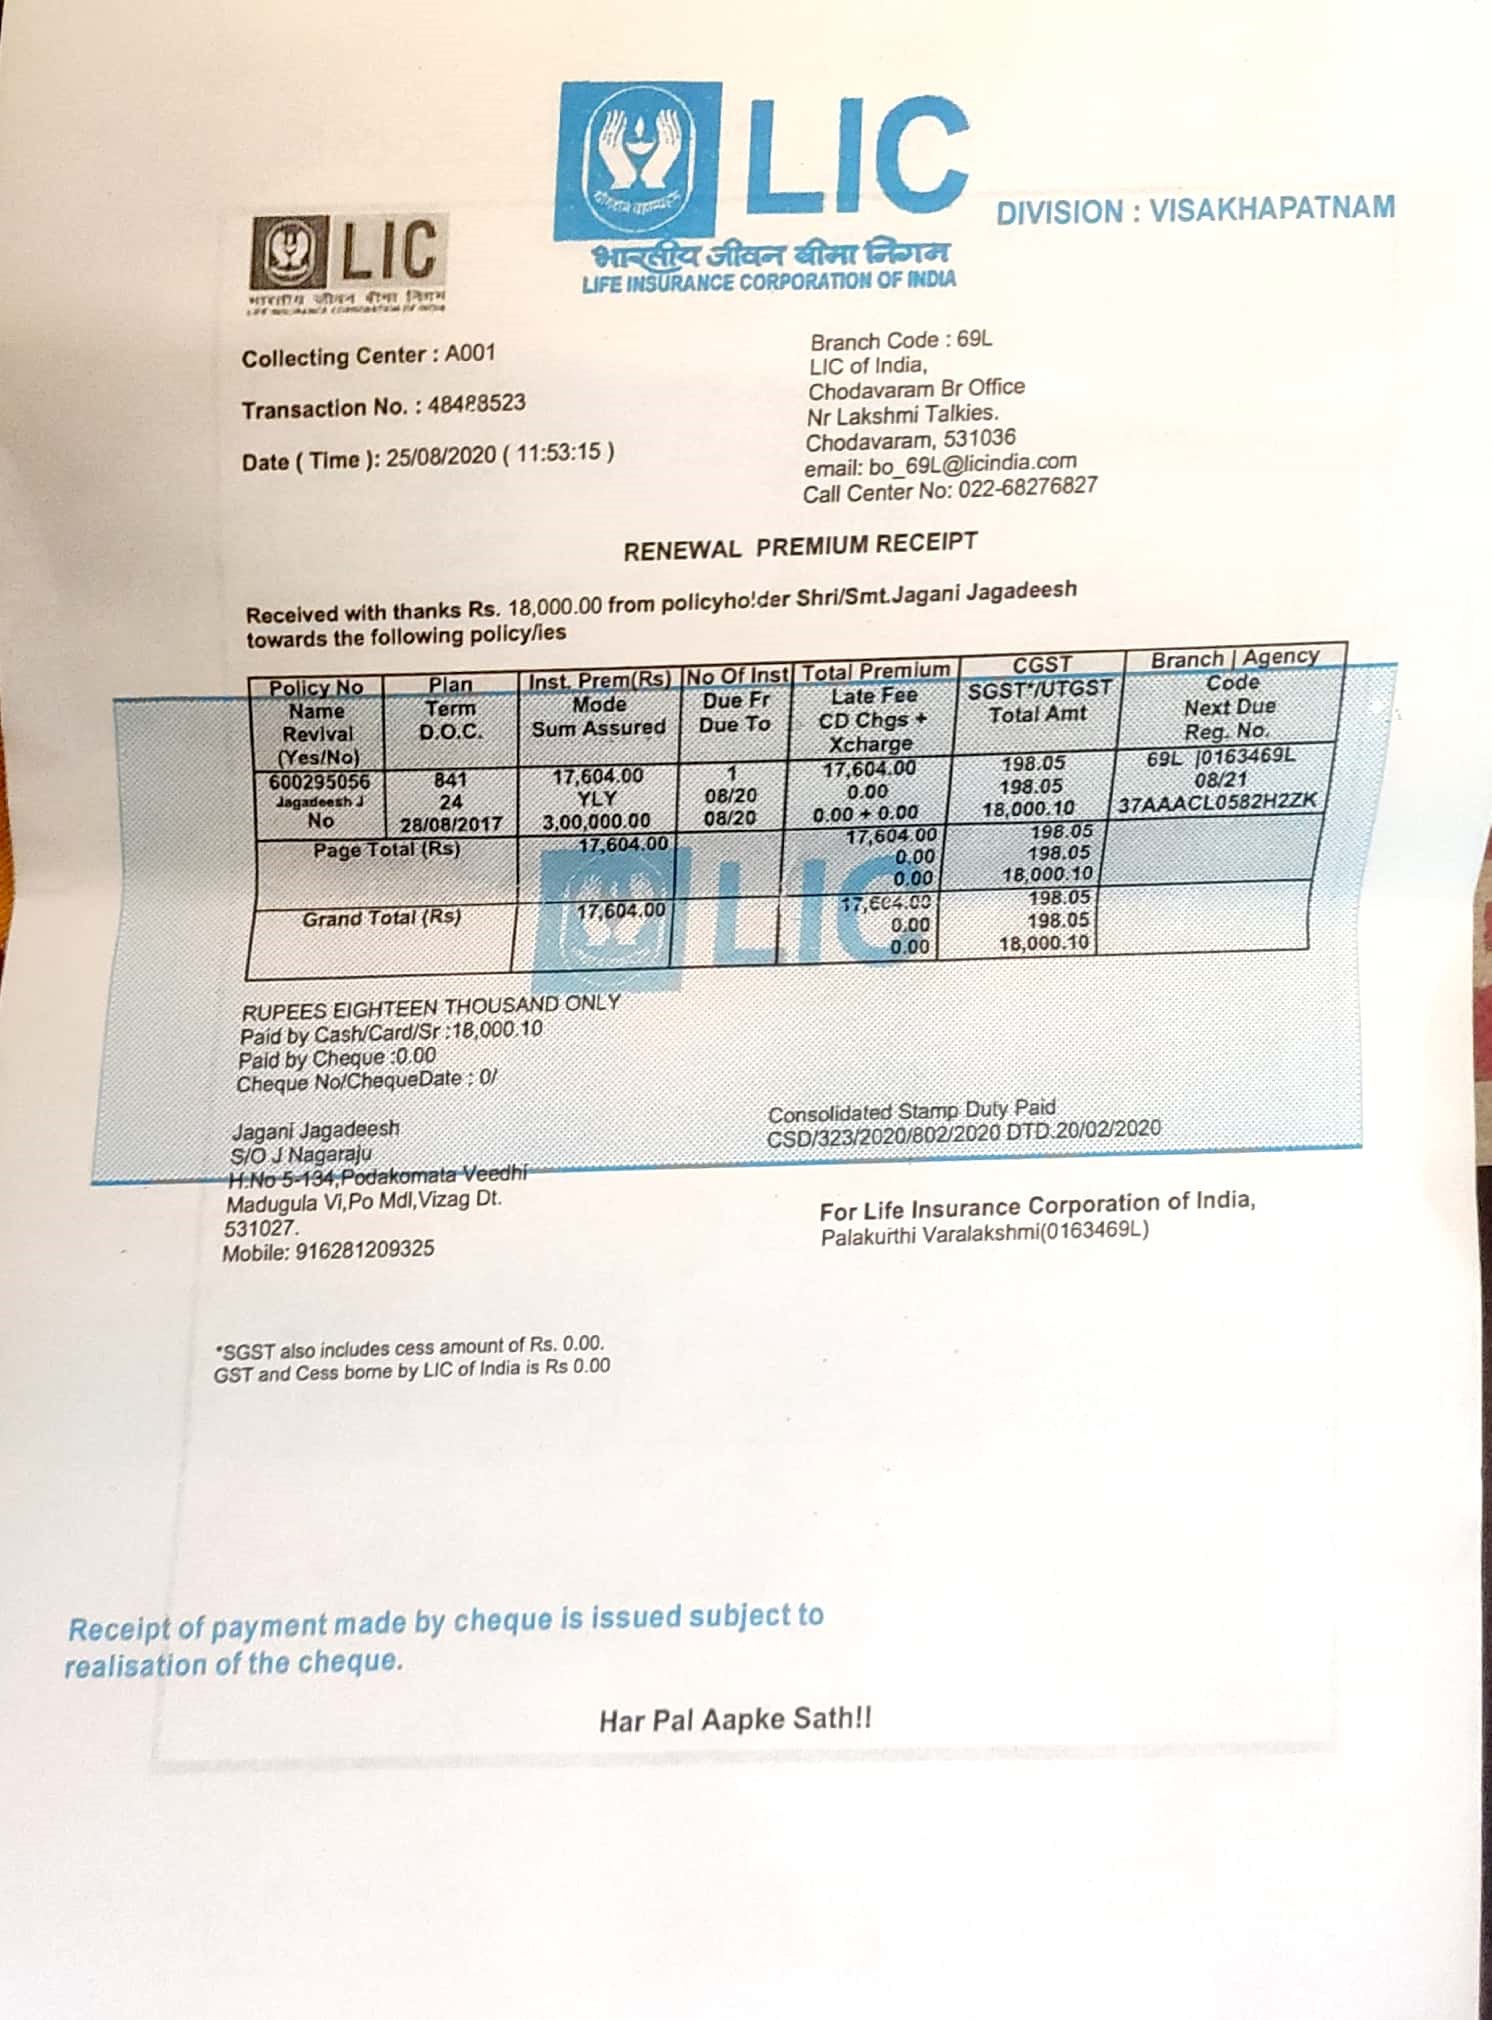 LIC
DIVISION : VISAKHAPATNAM
भारतीय जीवन बीमा निगम
LIFE INSURANCE CORPORATION OF INDIA
LIC
भारतीय जीवन बीमा निगम
LIFE INSURANCE CORPORATION OF INDIA
Collecting Center : A001
Transaction No. : 48488523
Date ( Time ): 25/08/2020 ( 11:53:15 )
Branch Code : 69L
LIC of India,
Chodavaram Br Office
Nr Lakshmi Talkies.
Chodavaram, 531036
email: bo_69L@licindia.com
Call Center No: 022-68276827
RENEWAL PREMIUM RECEIPT
Received with thanks Rs. 18,000.00 from policyholder Shri/Smt.Jagani Jagadeesh
towards the following policy/ies
Policy No Plan Inst. Prem(Rs) No Of Inst Total Premium CGST Branch | Agency
Name Term Mode Due Fr Late Fee SGST*/UTGST Code
Revival D.O.C. Sum Assured Due To CD Chgs + Total Amt Next Due
(Yes/No) Xcharge Reg. No.
600295056 841 17,604.00 1 17,604.00 198.05 69L |0163469L
Jagadeesh J 24 YLY 08/20 0.00 198.05 08/21
No 28/08/2017 3,00,000.00 08/20 0.00 + 0.00 18,000.10 37AAACL0582H2ZK
Page Total (Rs) 17,604.00 17,604.00 198.05
0.00 198.05
0.00 18,000.10
Grand Total (Rs) 17,604.00 17,604.00 198.05
0.00 198.05
0.00 18,000.10
LIC
RUPEES EIGHTEEN THOUSAND ONLY
Paid by Cash/Card/Sr :18,000.10
Paid by Cheque :0.00
Cheque No/ChequeDate : 0/
Jagani Jagadeesh
S/O J Nagaraju
H.No 5-134,Podakomata Veedhi
Madugula Vi,Po Mdl,Vizag Dt.
531027.
Mobile: 916281209325
Consolidated Stamp Duty Paid
CSD/323/2020/802/2020 DTD.20/02/2020
For Life Insurance Corporation of India,
Palakurthi Varalakshmi(0163469L)
*SGST also includes cess amount of Rs. 0.00.
GST and Cess borne by LIC of India is Rs 0.00
Receipt of payment made by cheque is issued subject to
realisation of the cheque.
Har Pal Aapke Sath!!